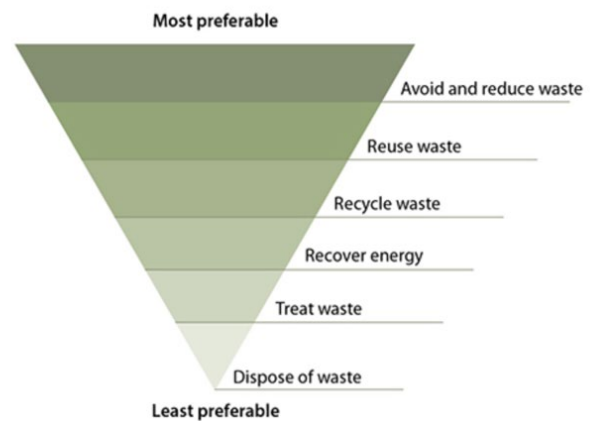 Most preferable
Avoid and reduce waste
Reuse waste
Recycle waste
Recover energy
Treat waste
Dispose of waste
Least preferable